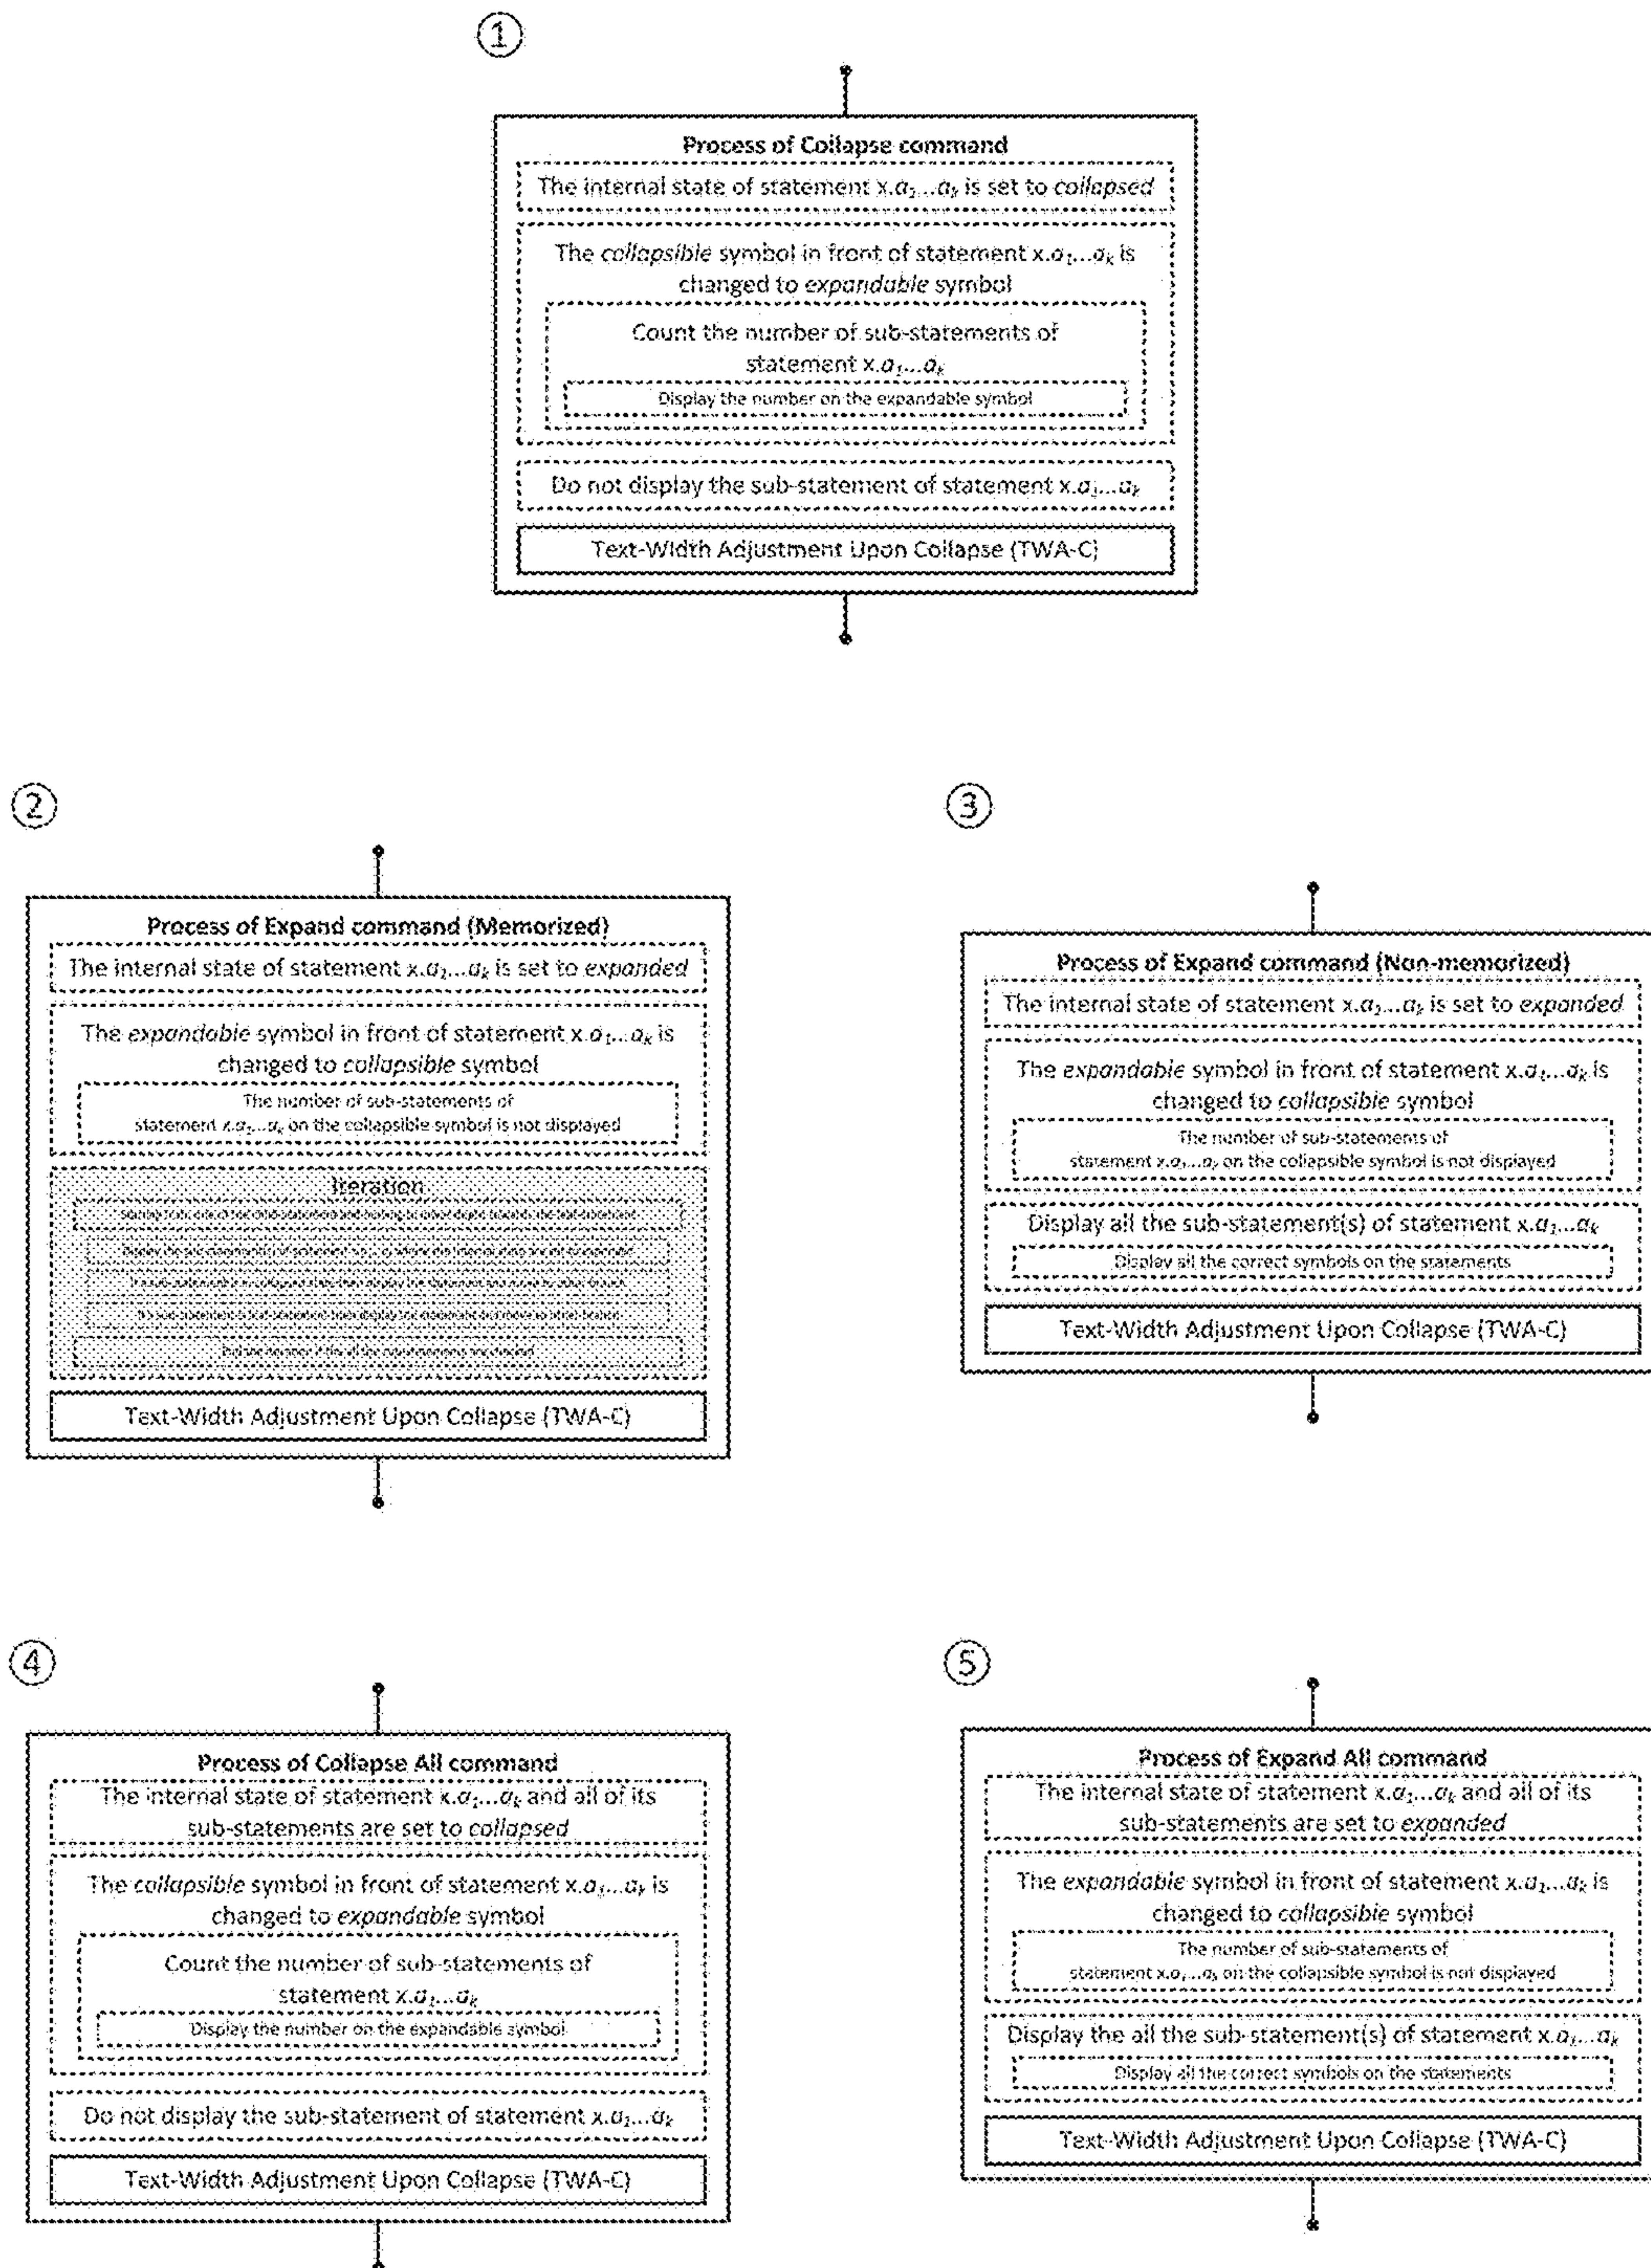 ①
Process of Collapse command
The internal state of statement x.a₁...aₖ is set to collapsed
The collapsible symbol in front of statement x.a₁...aₖ is
changed to expandable symbol
Count the number of sub-statements of
statement x.a₁...aₖ
Display the number on the expandable symbol
Do not display the sub-statement of statement x.a₁...aₖ
Text-Width Adjustment Upon Collapse (TWA-C)
②
Process of Expand command (Memorized)
The internal state of statement x.a₁...aₖ is set to expanded
The expandable symbol in front of statement x.a₁...aₖ is
changed to collapsible symbol
The number of sub-statements of
statement x.a₁...aₖ on the collapsible symbol is not displayed
Iteration
Text-Width Adjustment Upon Collapse (TWA-C)
③
Process of Expand command (Non-memorized)
The internal state of statement x.a₁...aₖ is set to expanded
The expandable symbol in front of statement x.a₁...aₖ is
changed to collapsible symbol
The number of sub-statements of
statement x.a₁...aₖ on the collapsible symbol is not displayed
Display all the sub-statement(s) of statement x.a₁...aₖ
Display all the correct symbols on the statements
Text-Width Adjustment Upon Collapse (TWA-C)
④
Process of Collapse All command
The internal state of statement x.a₁...aₖ and all of its
sub-statements are set to collapsed
The collapsible symbol in front of statement x.a₁...aₖ is
changed to expandable symbol
Count the number of sub-statements of
statement x.a₁...aₖ
Display the number on the expandable symbol
Do not display the sub-statement of statement x.a₁...aₖ
Text-Width Adjustment Upon Collapse (TWA-C)
⑤
Process of Expand All command
The internal state of statement x.a₁...aₖ and all of its
sub-statements are set to expanded
The expandable symbol in front of statement x.a₁...aₖ is
changed to collapsible symbol
The number of sub-statements of
statement x.a₁...aₖ on the collapsible symbol is not displayed
Display the all the sub-statement(s) of statement x.a₁...aₖ
Display all the correct symbols on the statements
Text-Width Adjustment Upon Collapse (TWA-C)